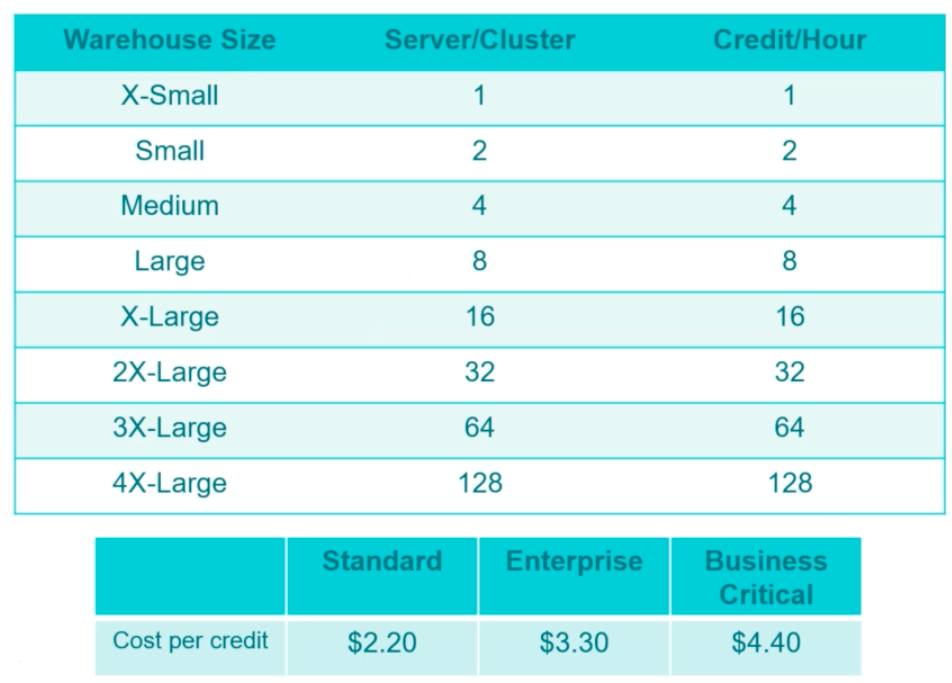 Warehouse Size Server/Cluster Credit/Hour
X-Small 1 1
Small 2 2
Medium 4 4
Large 8 8
X-Large 16 16
2X-Large 32 32
3X-Large 64 64
4X-Large 128 128
Standard Enterprise Business
Critical
Cost per credit $2.20 $3.30 $4.40